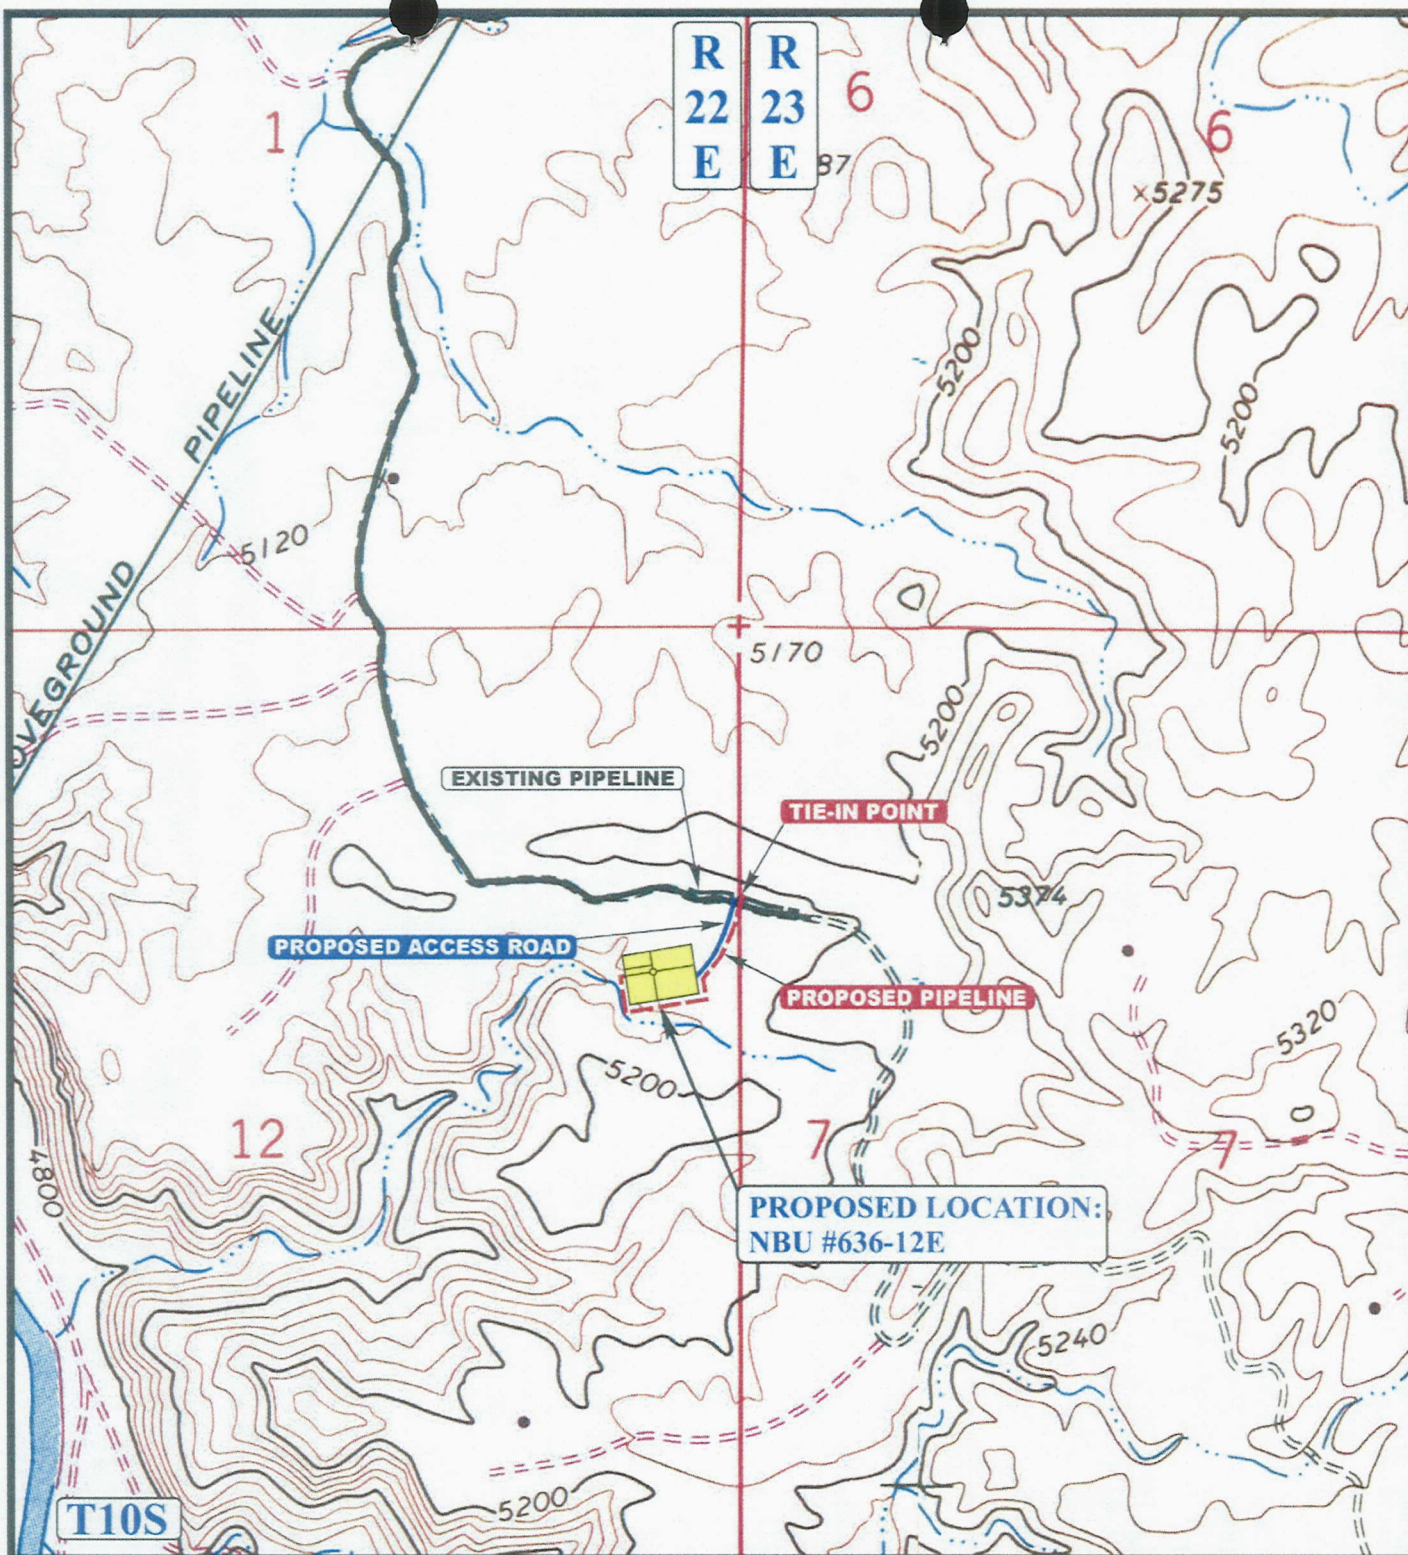 R
22
E
R
23
E
6
6
1
87
×5275
5200
5200
PIPELINE
5120
OVEGROUND
5170
5200
EXISTING PIPELINE
TIE-IN POINT
5374
PROPOSED ACCESS ROAD
PROPOSED PIPELINE
5320
5200
12
7
7
4800
PROPOSED LOCATION:
NBU #636-12E
5240
5200
T10S